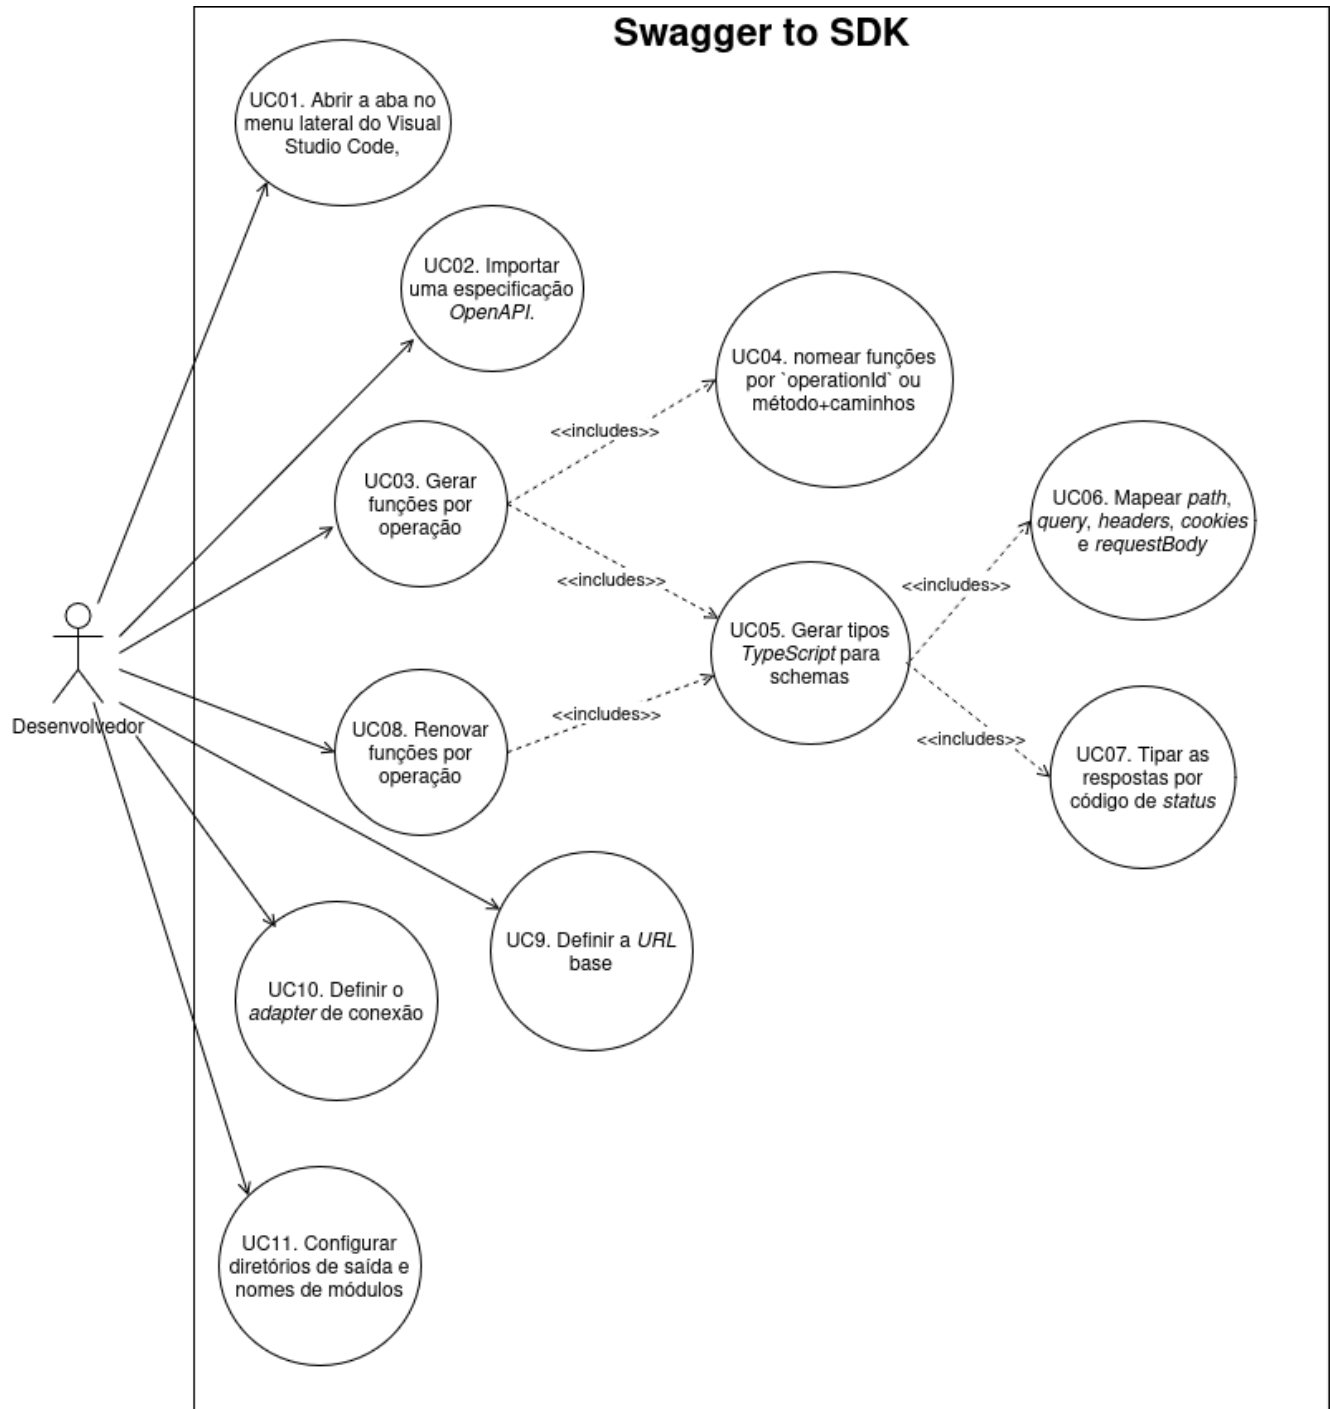 Swagger to SDK
UC01. Abrir a aba no
menu lateral do Visual
Studio Code,
UC02. Importar
uma especificação
OpenAPI.
UC03. Gerar
funções por
operação
<<includes>>
UC04. nomear funções
por `operationId` ou
método+caminhos
<<includes>>
UC05. Gerar tipos
TypeScript para
schemas
<<includes>>
UC06. Mapear path,
query, headers, cookies
e requestBody
<<includes>>
UC07. Tipar as
respostas por
código de status
Desenvolvedor
UC08. Renovar
funções por
operação
<<includes>>
UC9. Definir a URL
base
UC10. Definir o
adapter de conexão
UC11. Configurar
diretórios de saída e
nomes de módulos